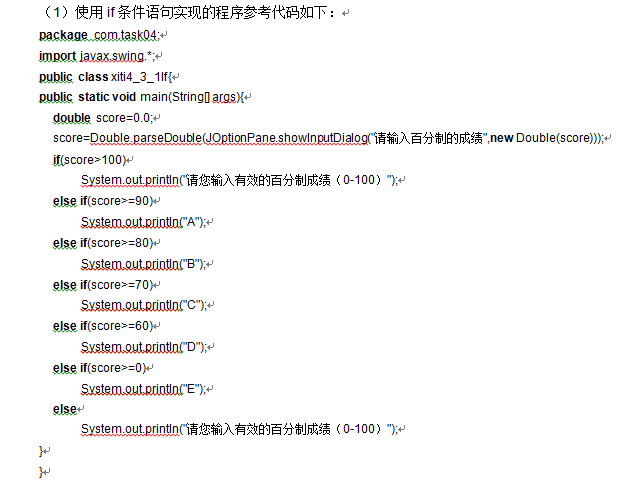 （1）使用 if 条件语句实现的程序参考代码如下：
package com.task04;
import javax.swing.*;
public class xiti4_3_1If{
public static void main(String[] args){
double score=0.0;
score=Double.parseDouble(JOptionPane.showInputDialog("请输入百分制的成绩",new Double(score)));
if(score>100)
System.out.println("请您输入有效的百分制成绩（0-100）");
else if(score>=90)
System.out.println("A");
else if(score>=80)
System.out.println("B");
else if(score>=70)
System.out.println("C");
else if(score>=60)
System.out.println("D");
else if(score>=0)
System.out.println("E");
else
System.out.println("请您输入有效的百分制成绩（0-100）");
}
}